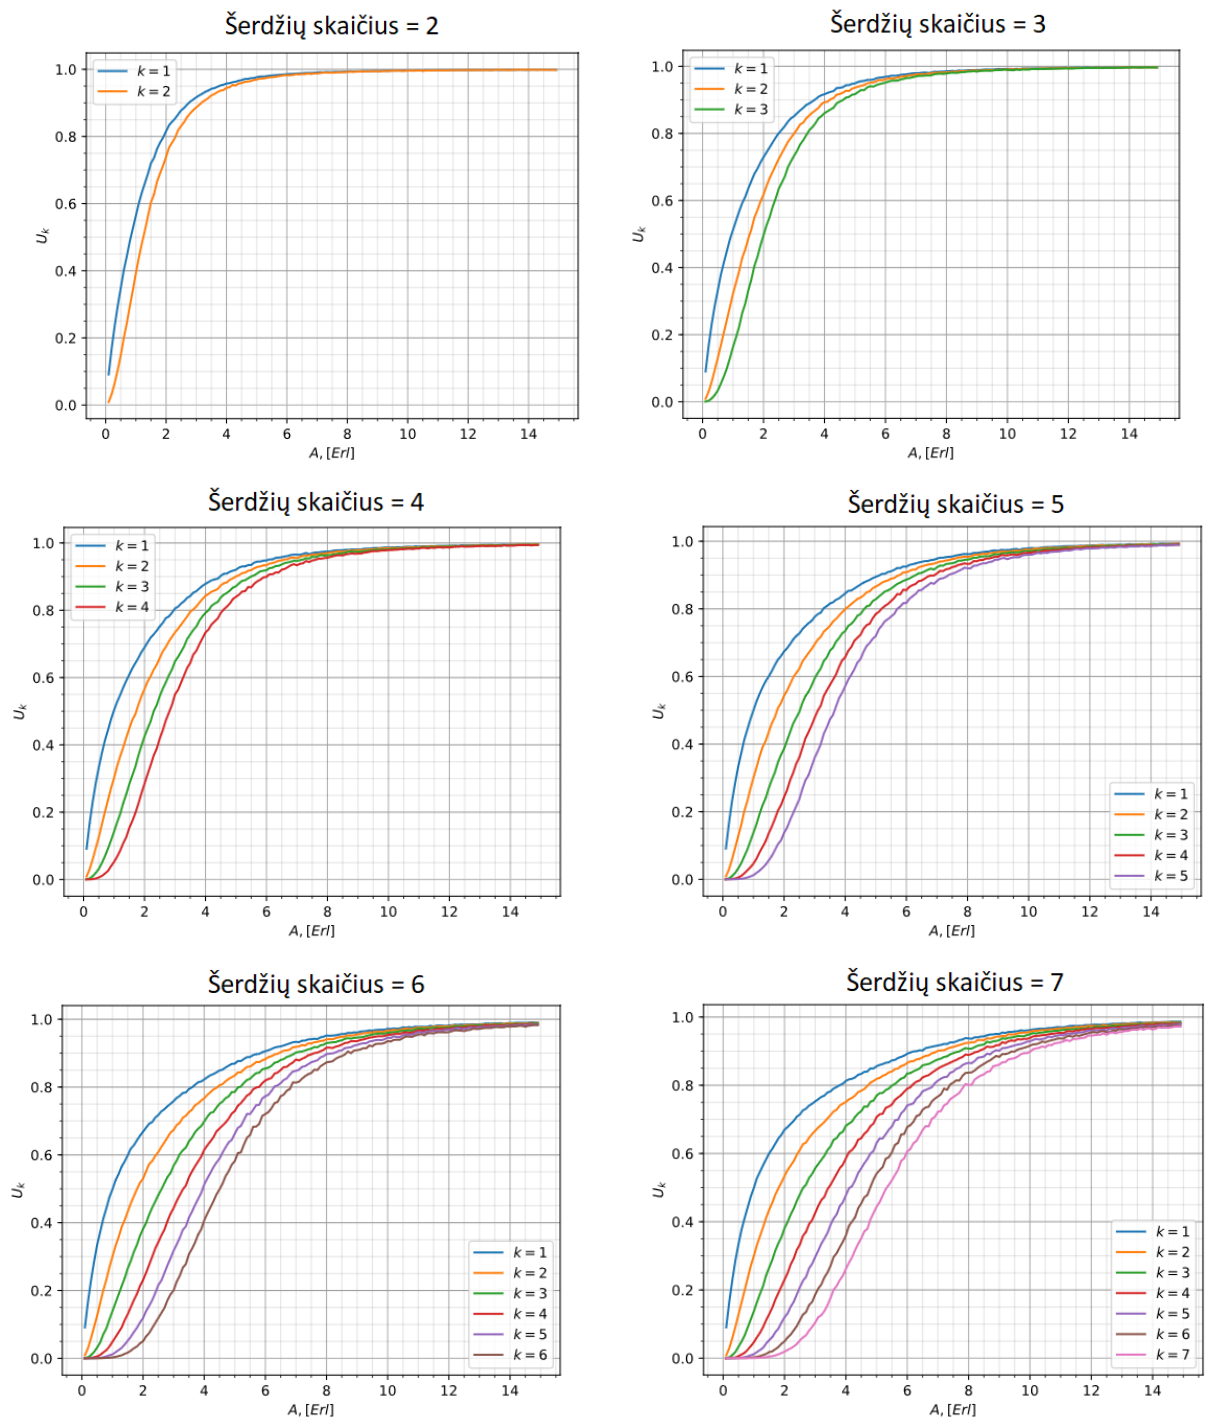 Šerdžių skaičius = 2
1.0
0.8
0.6
0.4
0.2
0.0
U_k
k = 1
k = 2
0 2 4 6 8 10 12 14
A, [Erl]
Šerdžių skaičius = 3
1.0
0.8
0.6
0.4
0.2
0.0
U_k
k = 1
k = 2
k = 3
0 2 4 6 8 10 12 14
A, [Erl]
Šerdžių skaičius = 4
1.0
0.8
0.6
0.4
0.2
0.0
U_k
k = 1
k = 2
k = 3
k = 4
0 2 4 6 8 10 12 14
A, [Erl]
Šerdžių skaičius = 5
1.0
0.8
0.6
0.4
0.2
0.0
U_k
k = 1
k = 2
k = 3
k = 4
k = 5
0 2 4 6 8 10 12 14
A, [Erl]
Šerdžių skaičius = 6
1.0
0.8
0.6
0.4
0.2
0.0
U_k
k = 1
k = 2
k = 3
k = 4
k = 5
k = 6
0 2 4 6 8 10 12 14
A, [Erl]
Šerdžių skaičius = 7
1.0
0.8
0.6
0.4
0.2
0.0
U_k
k = 1
k = 2
k = 3
k = 4
k = 5
k = 6
k = 7
0 2 4 6 8 10 12 14
A, [Erl]